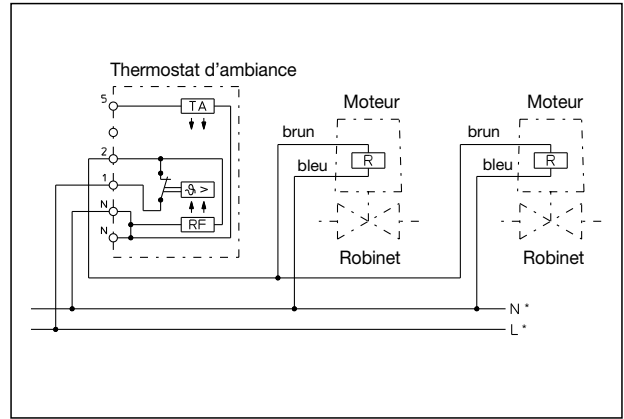 Thermostat d'ambiance
5
TA
2
1
ϑ >
N
RF
N
Moteur
brun
R
bleu
Robinet
Moteur
brun
R
bleu
Robinet
N *
L *